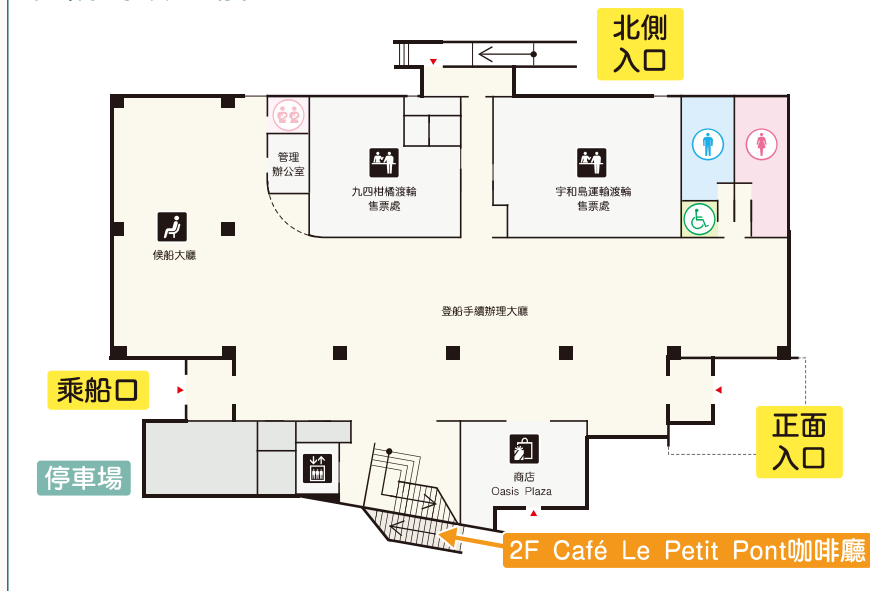 北側
入口
管理
辦公室
九四柑橘渡輪
售票處
宇和島運輸渡輪
售票處
候船大廳
登船手續辦理大廳
乘船口
正面
入口
停車場
商店
Oasis Plaza
2F Café Le Petit Pont咖啡廳